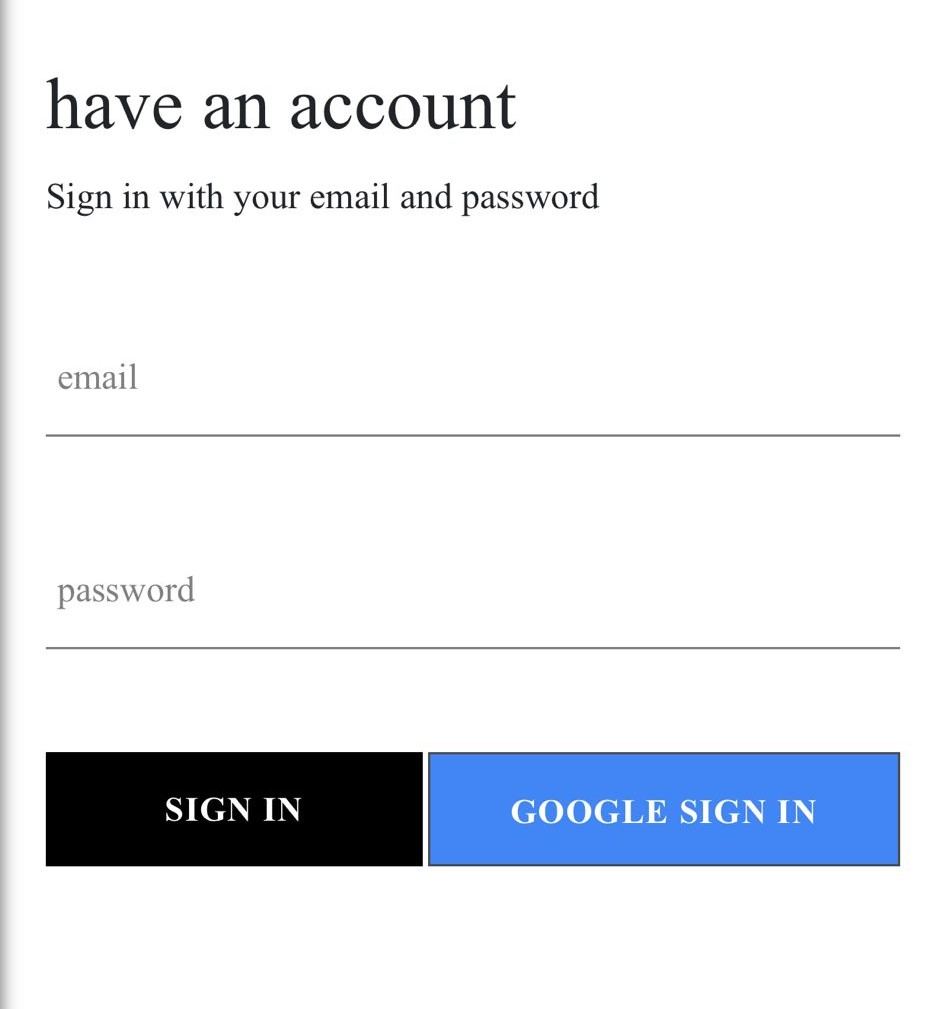 have an account
Sign in with your email and password
email
password
SIGN IN
GOOGLE SIGN IN